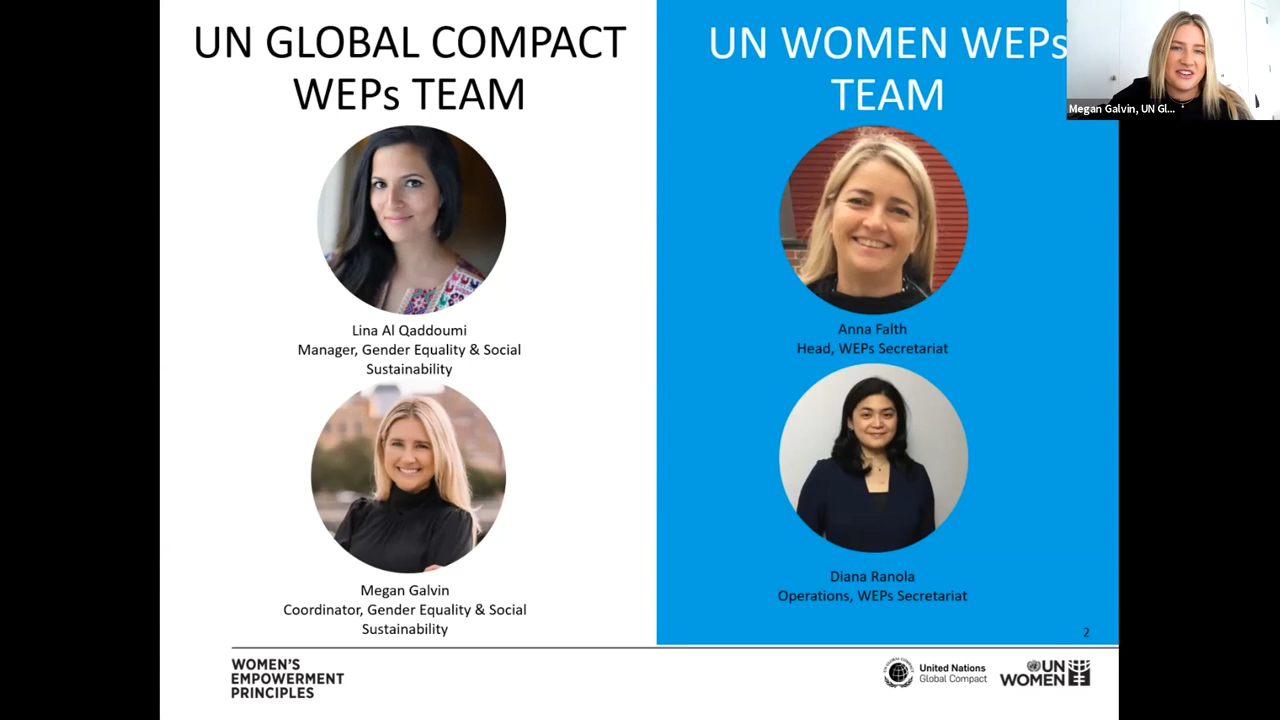 UN GLOBAL COMPACT
WEPs TEAM
UN WOMEN WEPs
TEAM
Megan Galvin, UN Gl...
Lina Al Qaddoumi
Manager, Gender Equality & Social
Sustainability
Anna Falth
Head, WEPs Secretariat
Megan Galvin
Coordinator, Gender Equality & Social
Sustainability
Diana Ranola
Operations, WEPs Secretariat
2
WOMEN'S
EMPOWERMENT
PRINCIPLES
United Nations
Global Compact
UN
WOMEN